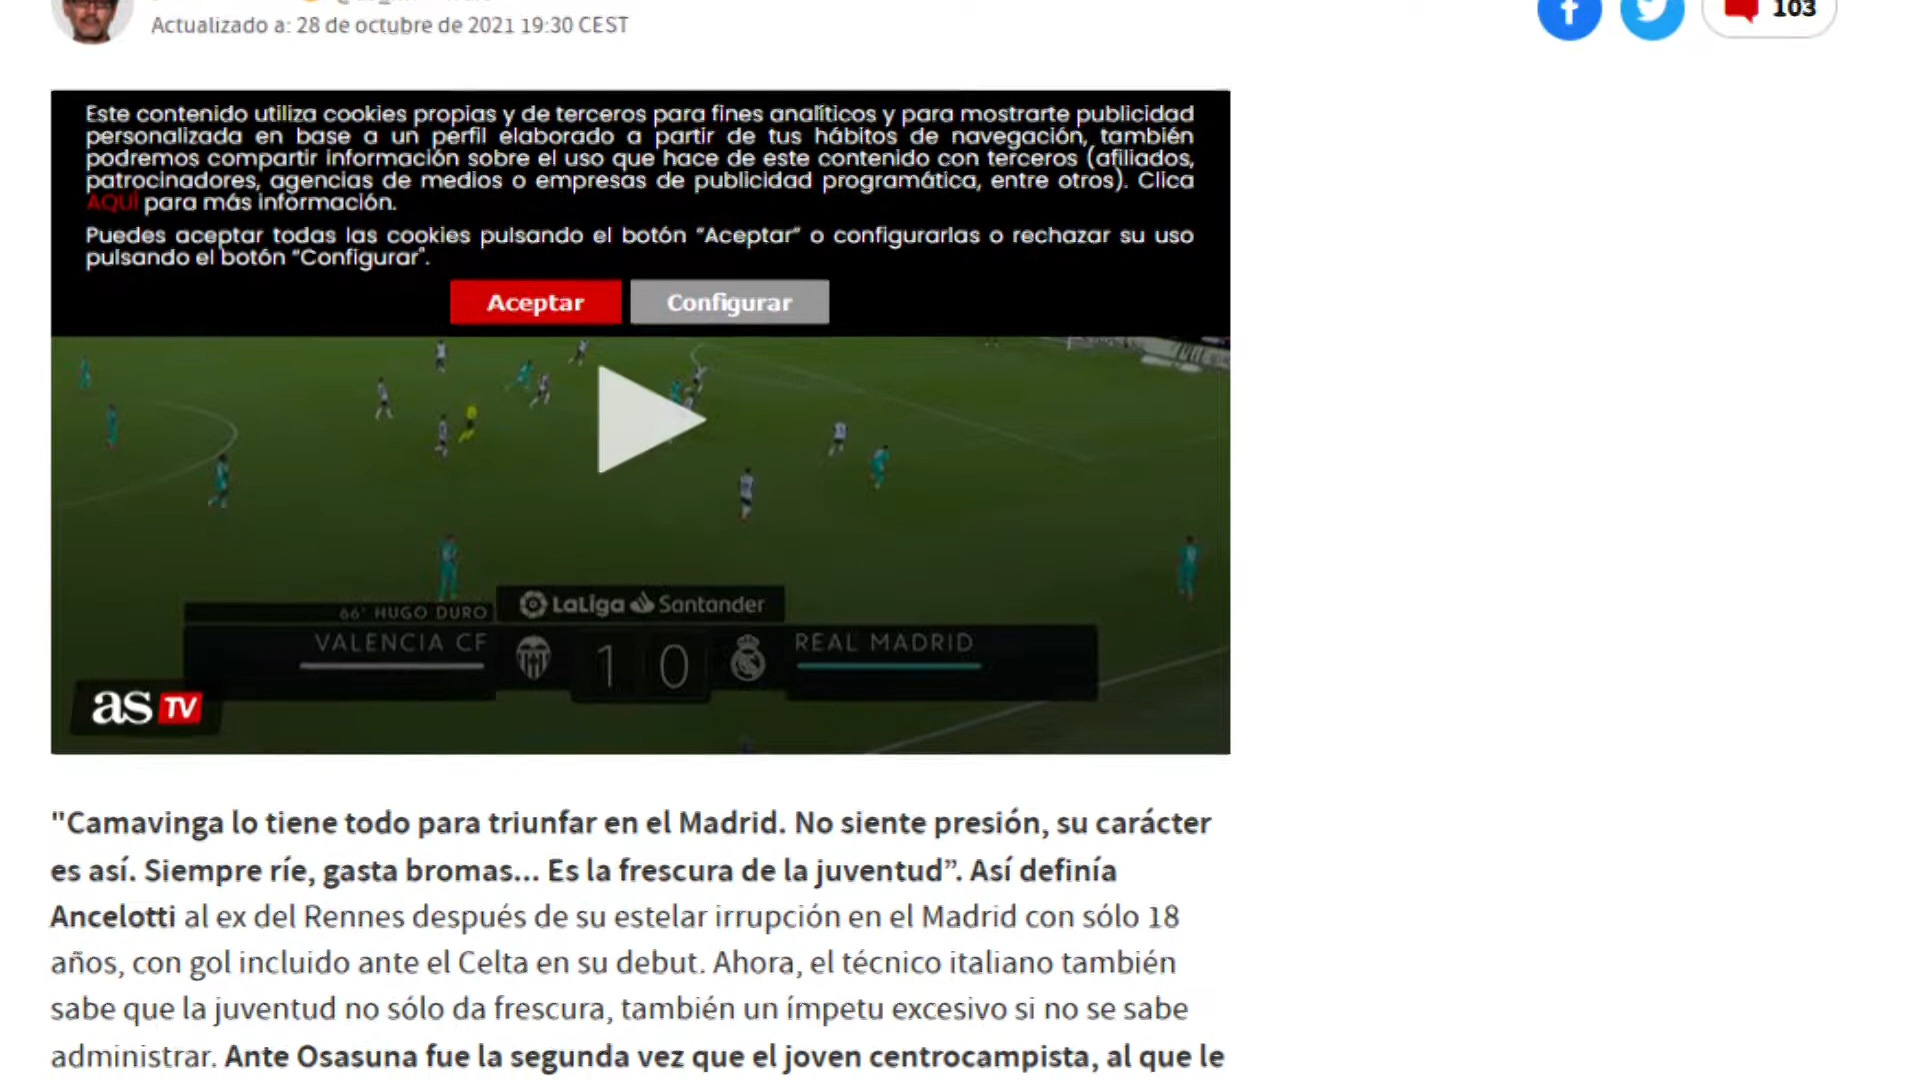 Actualizado a: 28 de octubre de 2021 19:30 CEST
103
Este contenido utiliza cookies propias y de terceros para fines analíticos y para mostrarte publicidad
personalizada en base a un perfil elaborado a partir de tus hábitos de navegación, también
podremos compartir información sobre el uso que hace de este contenido con terceros (afiliados,
patrocinadores, agencias de medios o empresas de publicidad programática, entre otros). Clica
AQUÍ para más información.
Puedes aceptar todas las cookies pulsando el botón “Aceptar” o configurarlas o rechazar su uso
pulsando el botón “Configurar”.
Aceptar Configurar
66' HUGO DURO LaLiga Santander
VALENCIA CF 1 0 REAL MADRID
as TV
"Camavinga lo tiene todo para triunfar en el Madrid. No siente presión, su carácter
es así. Siempre ríe, gasta bromas... Es la frescura de la juventud”. Así definía
Ancelotti al ex del Rennes después de su estelar irrupción en el Madrid con sólo 18
años, con gol incluido ante el Celta en su debut. Ahora, el técnico italiano también
sabe que la juventud no sólo da frescura, también un ímpetu excesivo si no se sabe
administrar. Ante Osasuna fue la segunda vez que el joven centrocampista, al que le